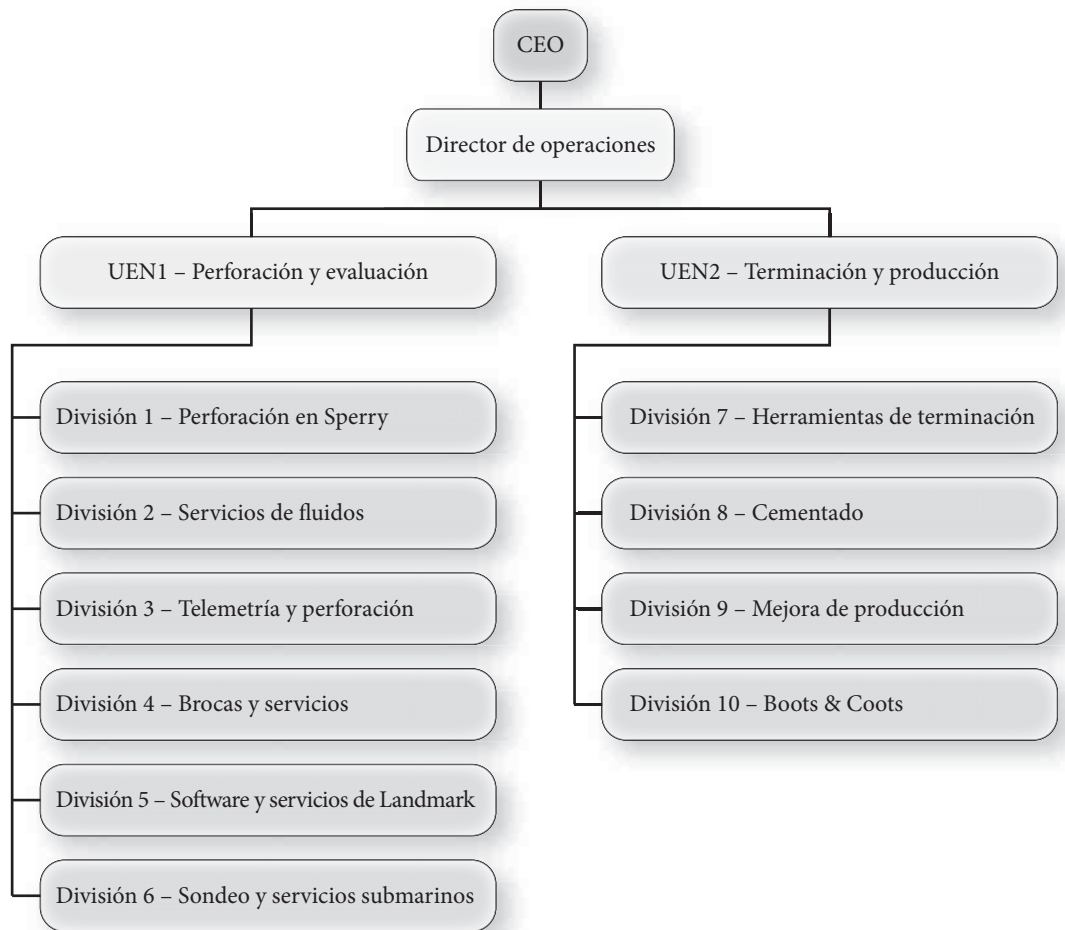 CEO
Director de operaciones
UEN1 – Perforación y evaluación
UEN2 – Terminación y producción
División 1 – Perforación en Sperry
División 2 – Servicios de fluidos
División 3 – Telemetría y perforación
División 4 – Brocas y servicios
División 5 – Software y servicios de Landmark
División 6 – Sondeo y servicios submarinos
División 7 – Herramientas de terminación
División 8 – Cementado
División 9 – Mejora de producción
División 10 – Boots & Coots